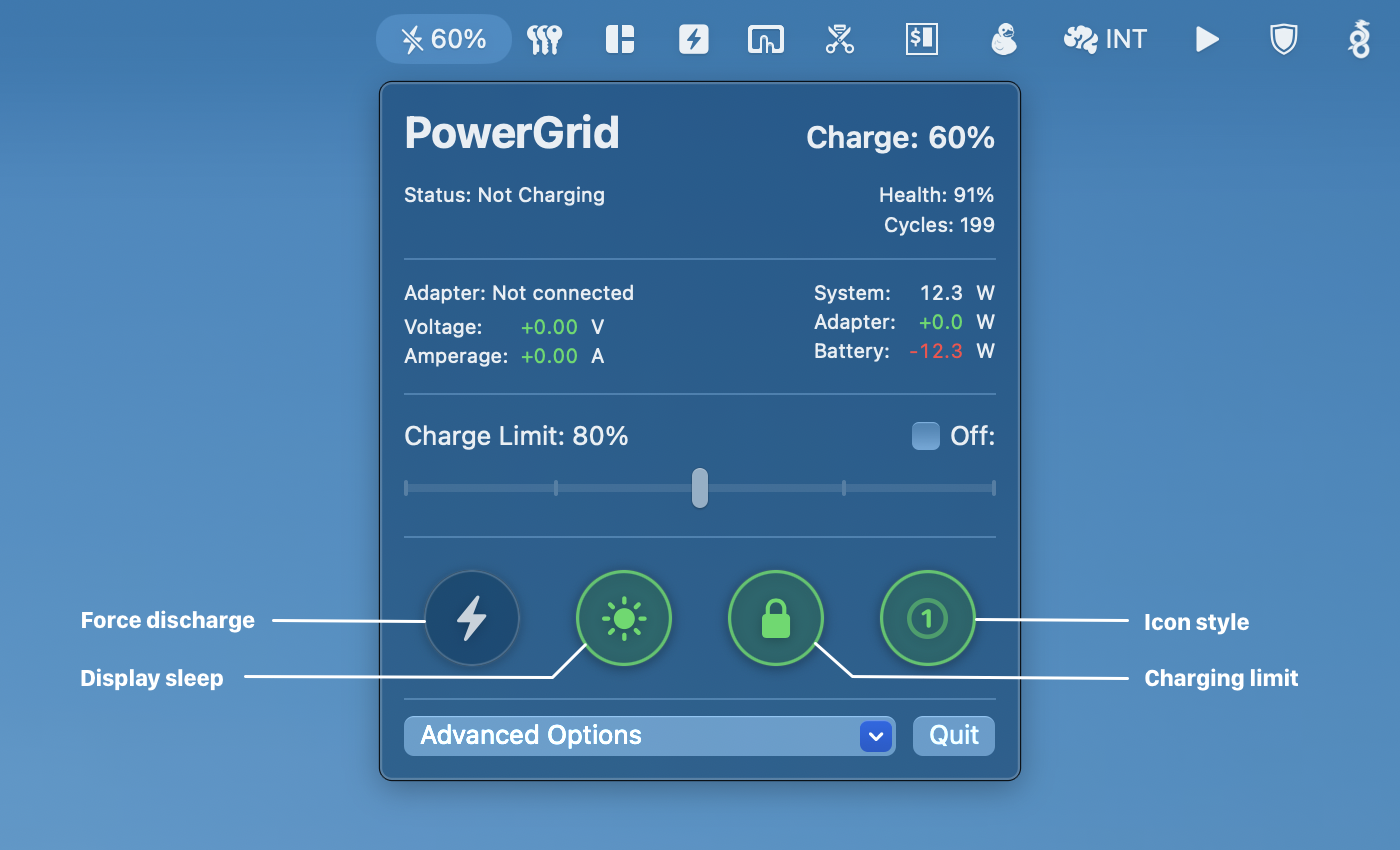 60%
$
INT
PowerGrid
Charge: 60%
Status: Not Charging
Health: 91%
Cycles: 199
Adapter: Not connected
Voltage: +0.00 V
Amperage: +0.00 A
System: 12.3 W
Adapter: +0.0 W
Battery: -12.3 W
Charge Limit: 80%
Off:
1
Force discharge
Icon style
Display sleep
Charging limit
Advanced Options
Quit